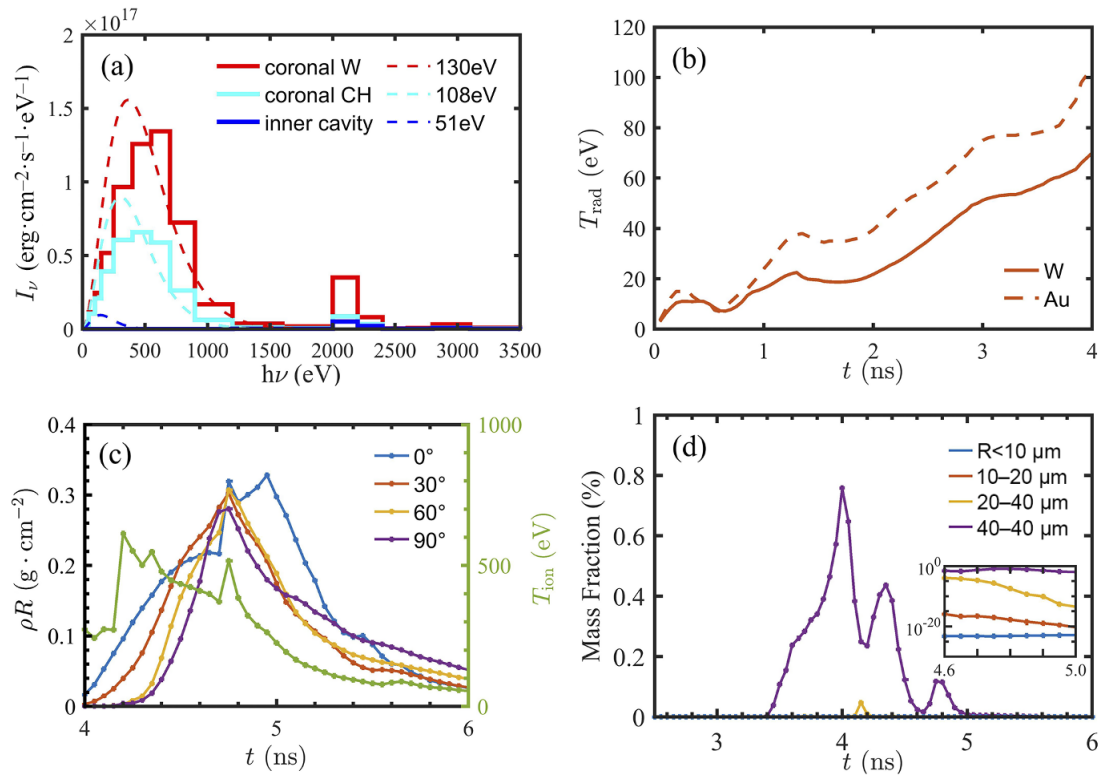 ×10¹⁷
(a)
coronal W
130eV
coronal CH
108eV
inner cavity
51eV
I_ν (erg·cm⁻²·s⁻¹·eV⁻¹)
2
1.5
1
0.5
0
0 500 1000 1500 2000 2500 3000 3500
hν (eV)
(b)
T_rad (eV)
120
100
80
60
40
20
0
W
Au
0 1 2 3 4
t (ns)
(c)
0°
30°
60°
90°
ρR (g · cm⁻²)
0.4
0.3
0.2
0.1
0
1000
500
0
T_ion (eV)
4 5 6
t (ns)
(d)
R<10 μm
10–20 μm
20–40 μm
40–40 μm
Mass Fraction (%)
1
0.8
0.6
0.4
0.2
0
10⁰
10⁻²⁰
4.6 5.0
3 4 5 6
t (ns)